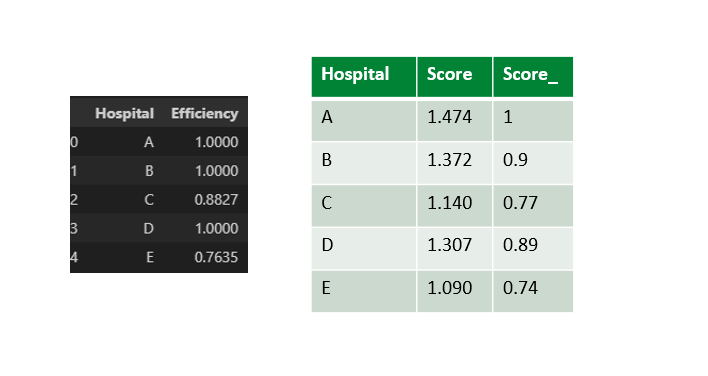 Hospital Efficiency
0 A 1.0000
1 B 1.0000
2 C 0.8827
3 D 1.0000
4 E 0.7635
Hospital Score Score_
A 1.474 1
B 1.372 0.9
C 1.140 0.77
D 1.307 0.89
E 1.090 0.74